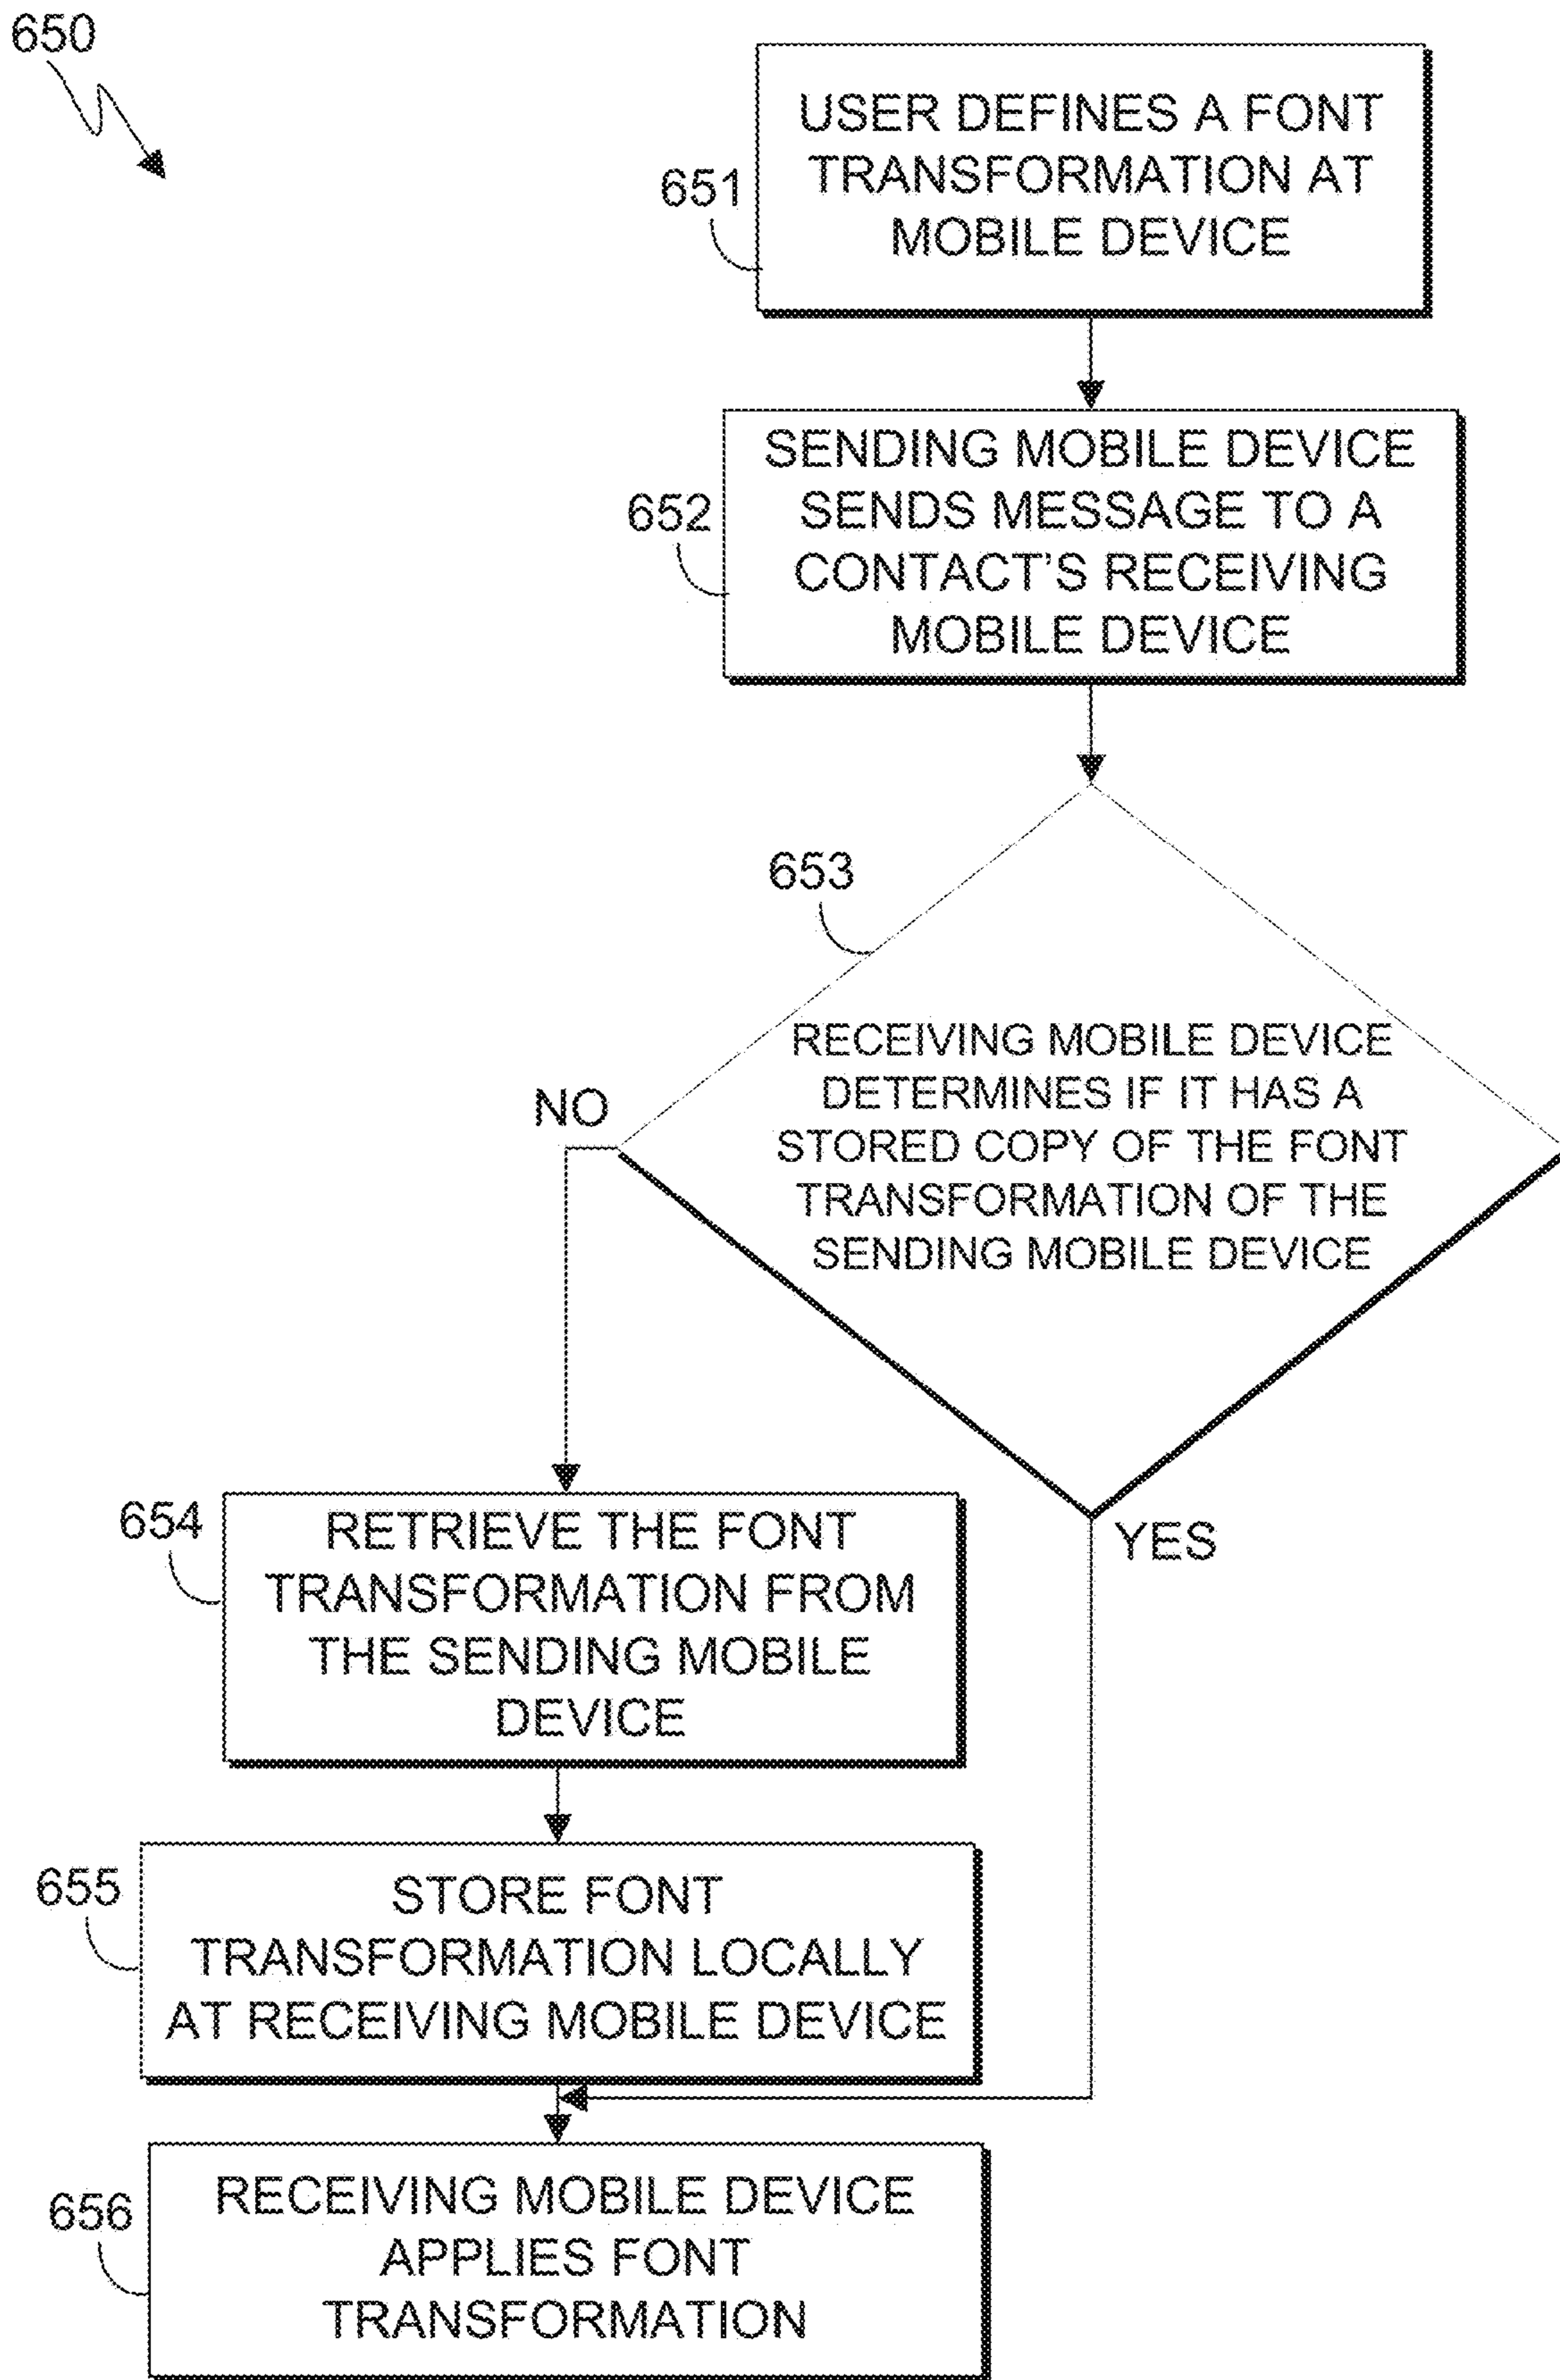 650
651
USER DEFINES A FONT
TRANSFORMATION AT
MOBILE DEVICE
652
SENDING MOBILE DEVICE
SENDS MESSAGE TO A
CONTACT'S RECEIVING
MOBILE DEVICE
653
RECEIVING MOBILE DEVICE
DETERMINES IF IT HAS A
STORED COPY OF THE FONT
TRANSFORMATION OF THE
SENDING MOBILE DEVICE
NO
YES
654
RETRIEVE THE FONT
TRANSFORMATION FROM
THE SENDING MOBILE
DEVICE
655
STORE FONT
TRANSFORMATION LOCALLY
AT RECEIVING MOBILE DEVICE
656
RECEIVING MOBILE DEVICE
APPLIES FONT
TRANSFORMATION